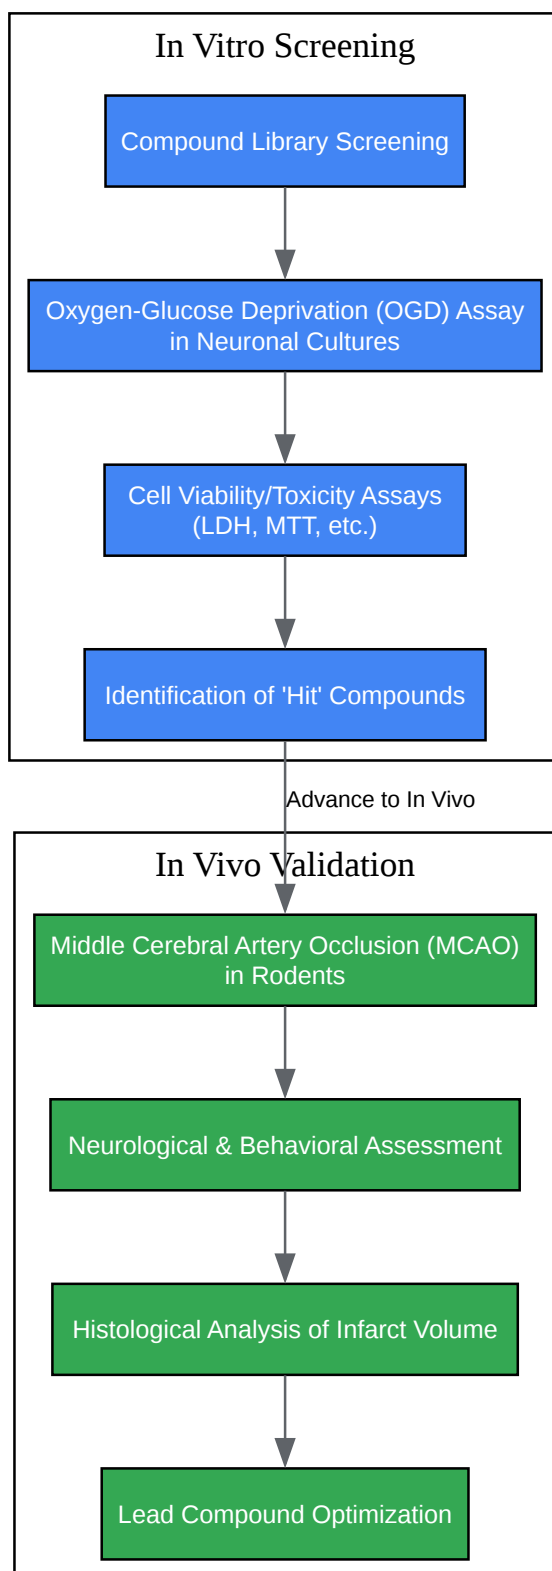 In Vitro Screening
Compound Library Screening
Oxygen-Glucose Deprivation (OGD) Assay
in Neuronal Cultures
Cell Viability/Toxicity Assays
(LDH, MTT, etc.)
Identification of 'Hit' Compounds
Advance to In Vivo
In Vivo Validation
Middle Cerebral Artery Occlusion (MCAO)
in Rodents
Neurological & Behavioral Assessment
Histological Analysis of Infarct Volume
Lead Compound Optimization